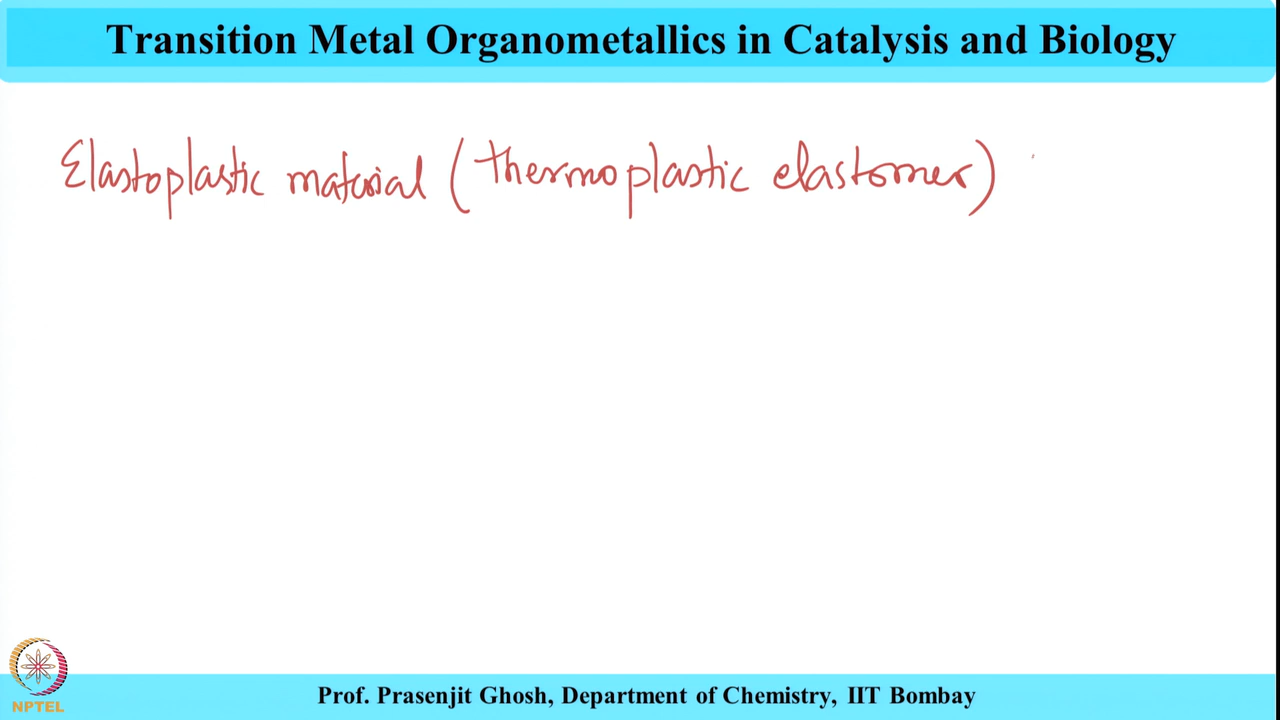 Transition Metal Organometallics in Catalysis and Biology
Elastoplastic material (thermoplastic elastomer)
NPTEL
Prof. Prasenjit Ghosh, Department of Chemistry, IIT Bombay